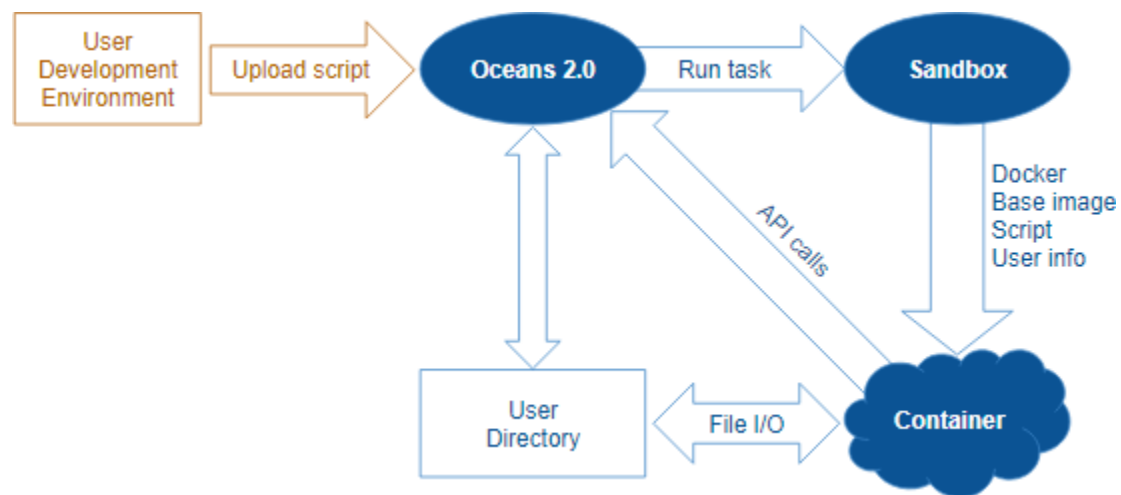 User
Development
Environment
Upload script
Oceans 2.0
Run task
Sandbox
Docker
Base image
Script
User info
API calls
User
Directory
File I/O
Container